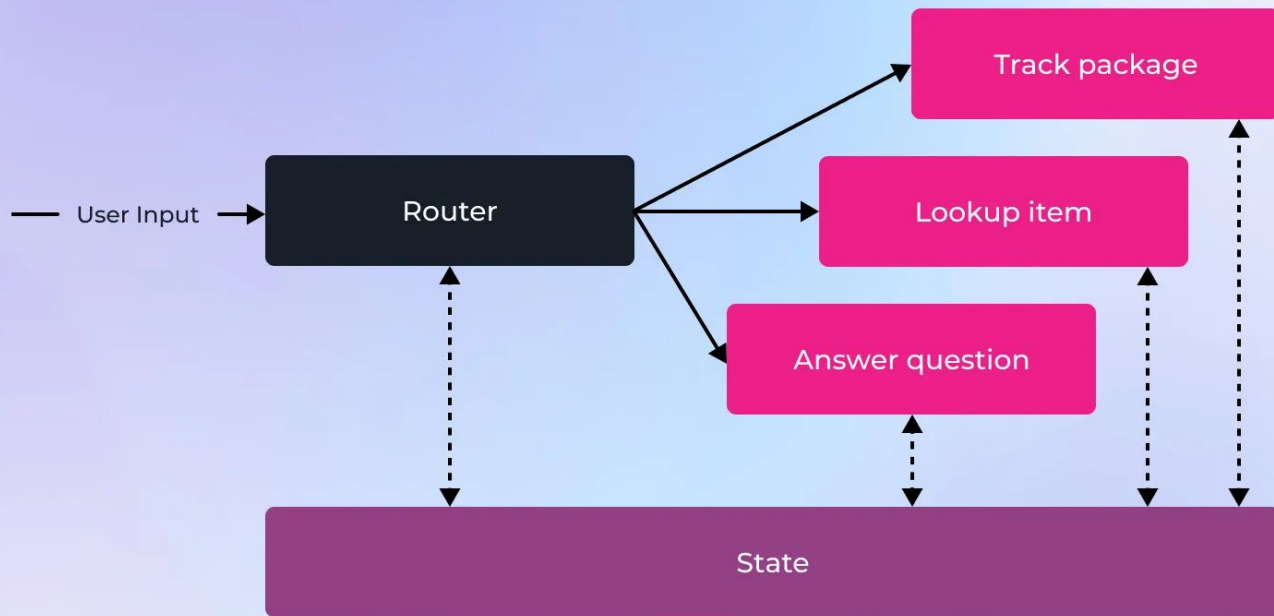 Track package
User Input
Router
Lookup item
Answer question
State